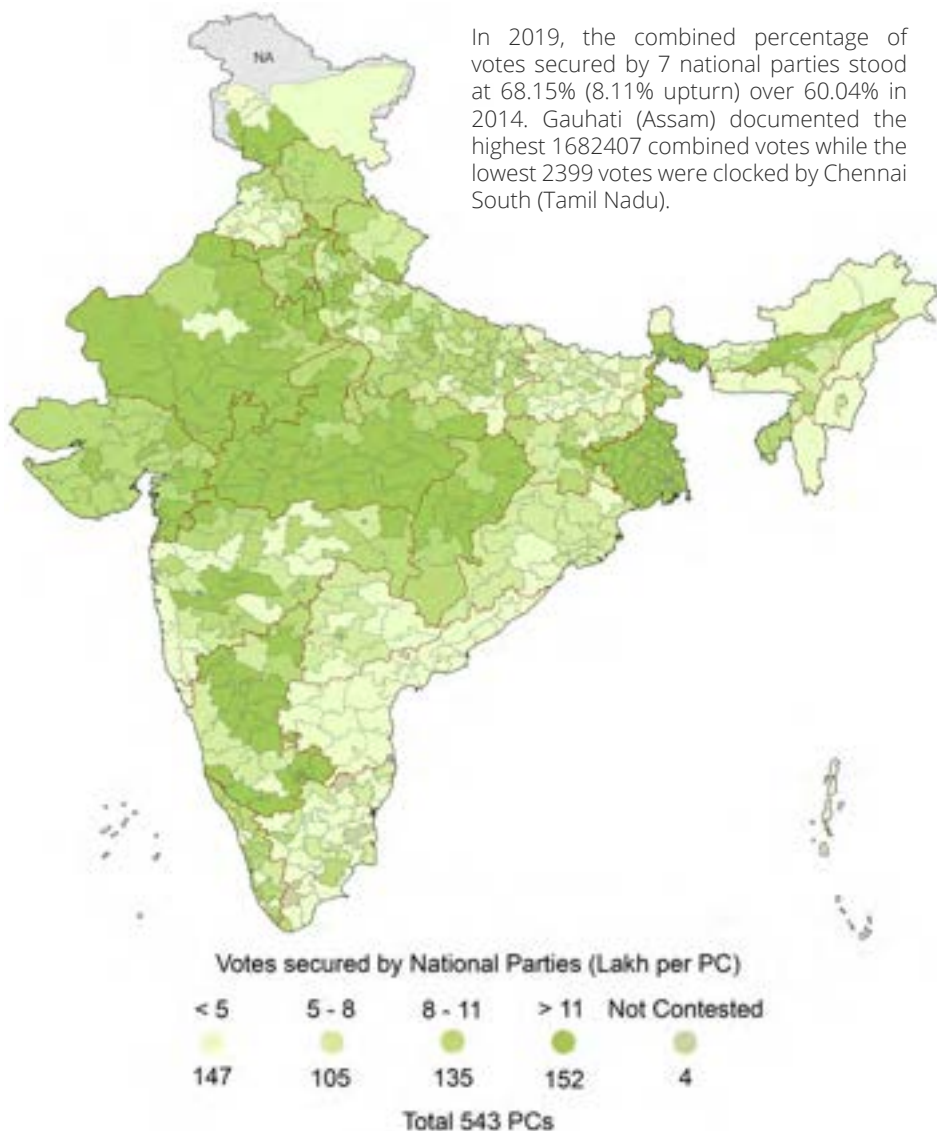 In 2019, the combined percentage of
votes secured by 7 national parties stood
at 68.15% (8.11% upturn) over 60.04% in
2014. Gauhati (Assam) documented the
highest 1682407 combined votes while the
lowest 2399 votes were clocked by Chennai
South (Tamil Nadu).
NA
Votes secured by National Parties (Lakh per PC)
< 5 5 - 8 8 - 11 > 11 Not Contested
147 105 135 152 4
Total 543 PCs